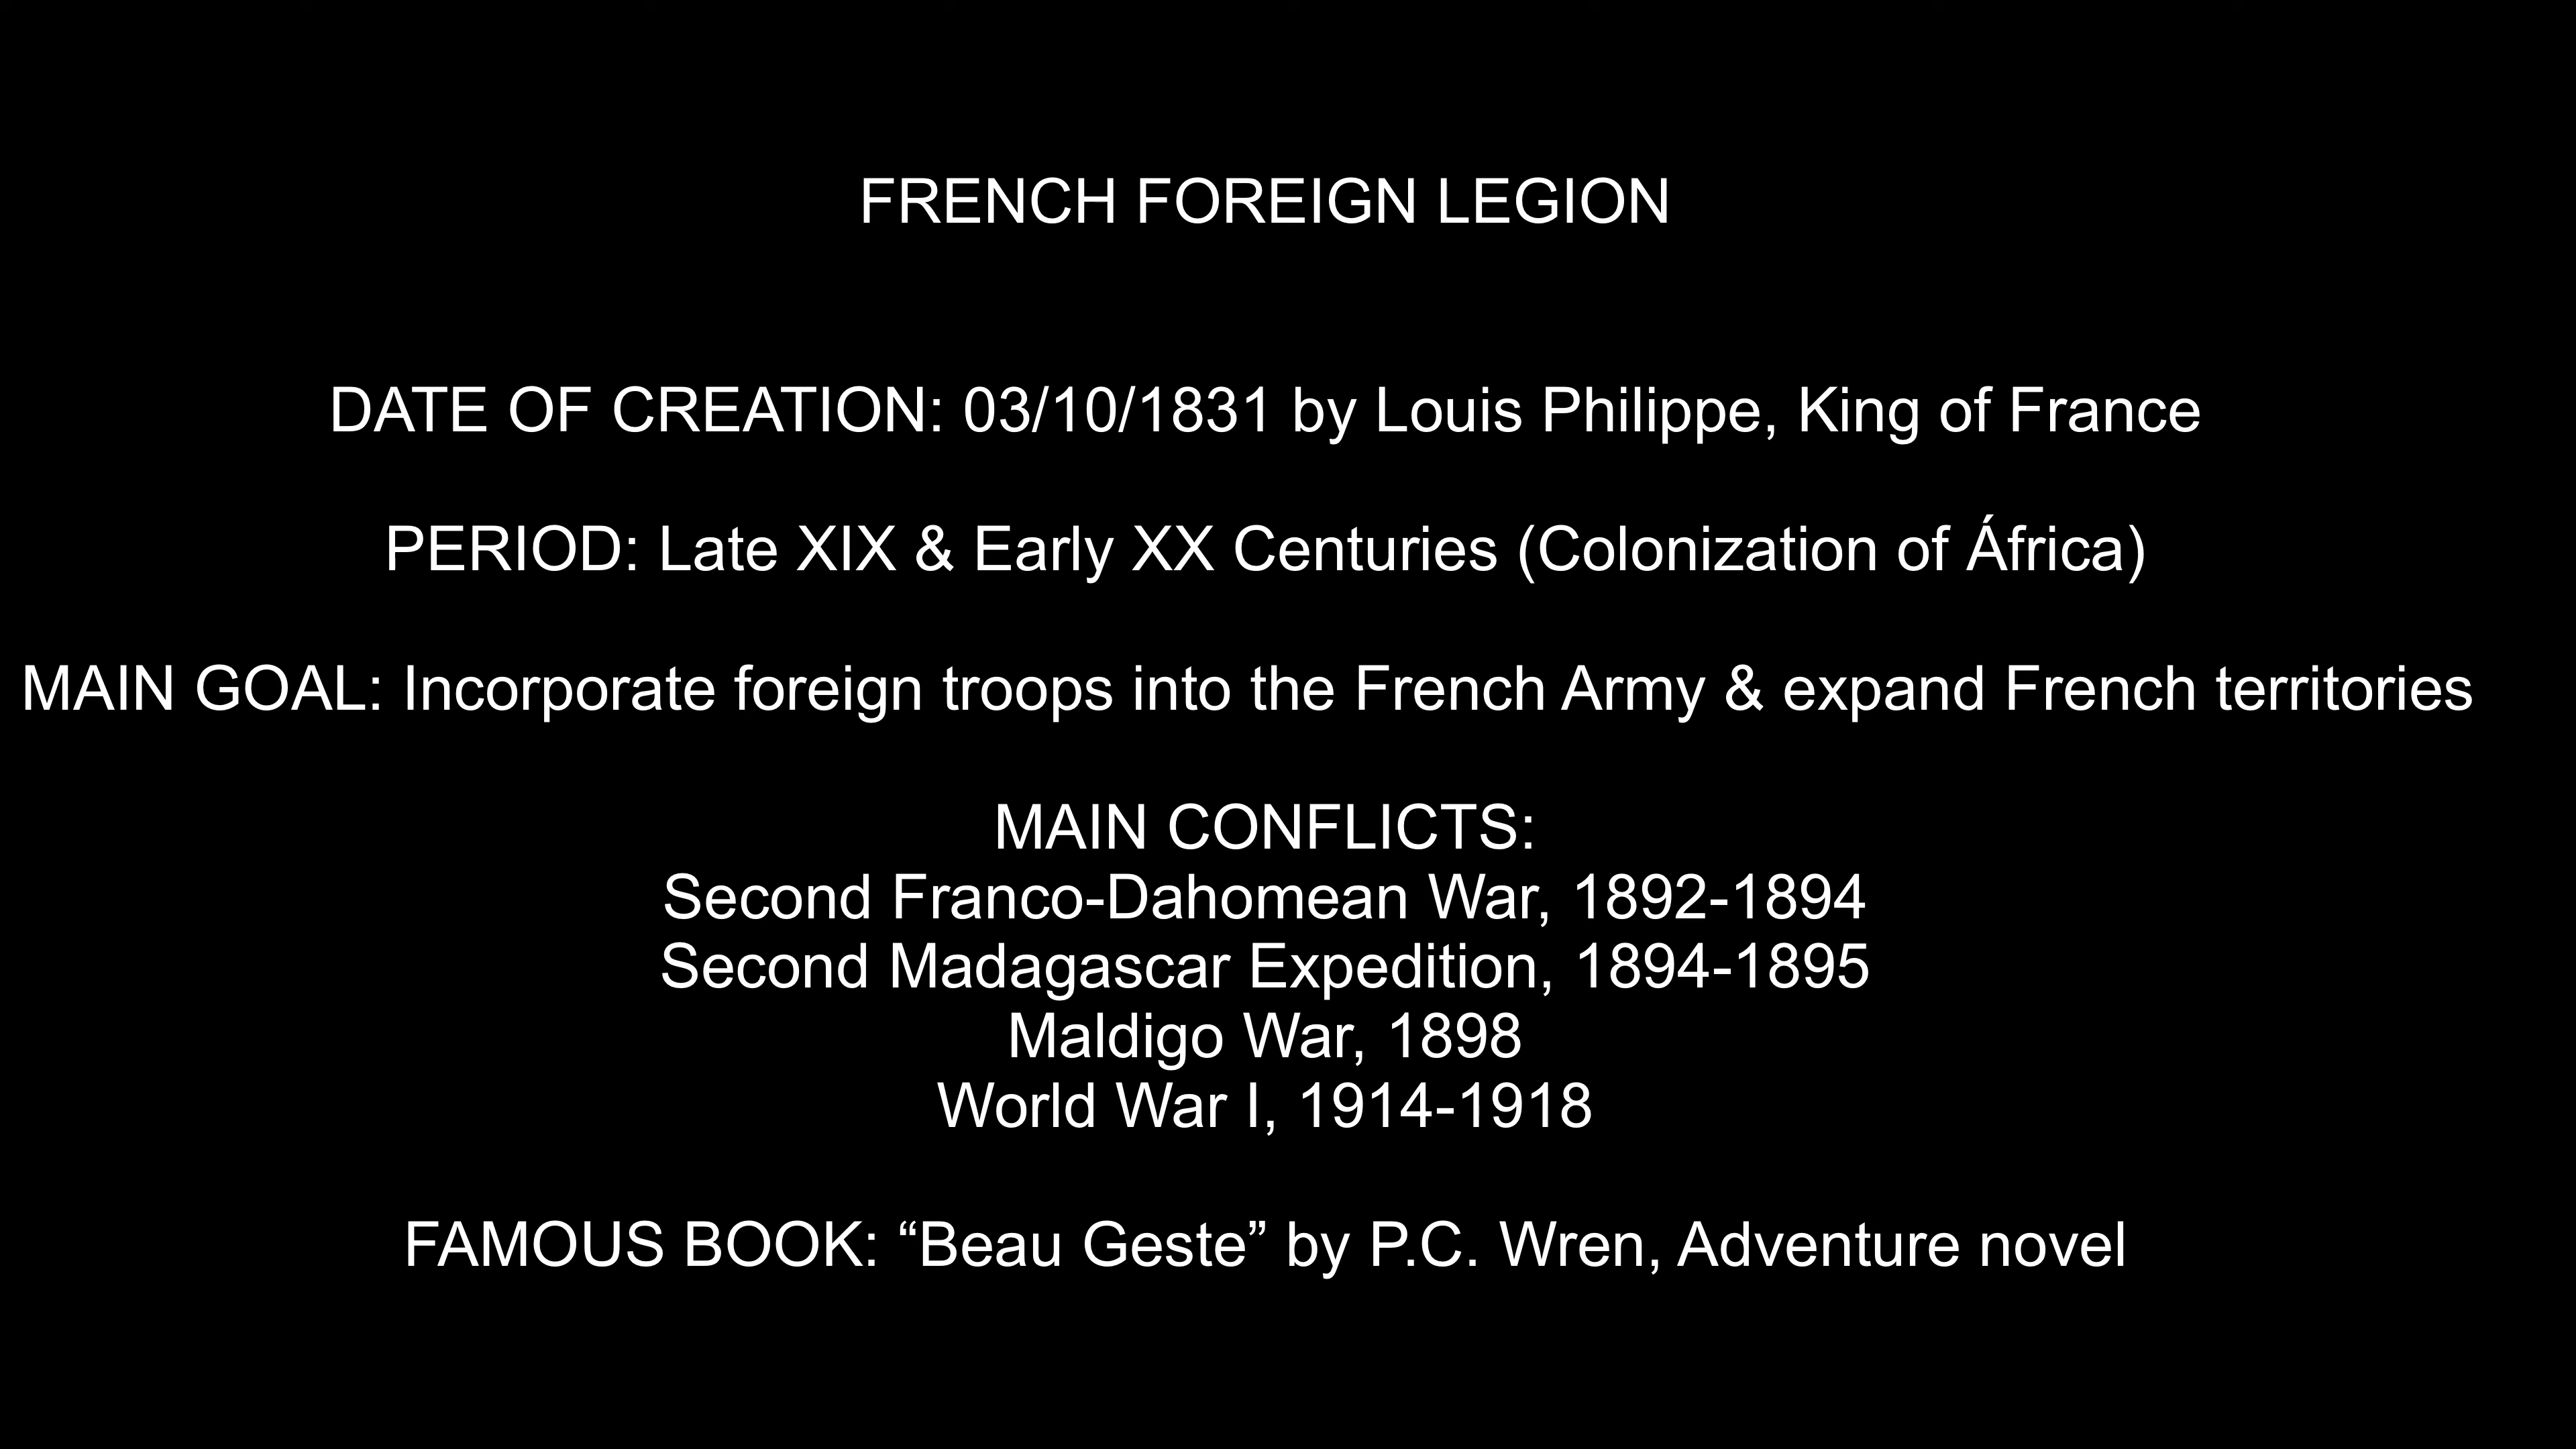 FRENCH FOREIGN LEGION
DATE OF CREATION: 03/10/1831 by Louis Philippe, King of France
PERIOD: Late XIX & Early XX Centuries (Colonization of África)
MAIN GOAL: Incorporate foreign troops into the French Army & expand French territories
MAIN CONFLICTS:
Second Franco-Dahomean War, 1892-1894
Second Madagascar Expedition, 1894-1895
Maldigo War, 1898
World War I, 1914-1918
FAMOUS BOOK: “Beau Geste” by P.C. Wren, Adventure novel